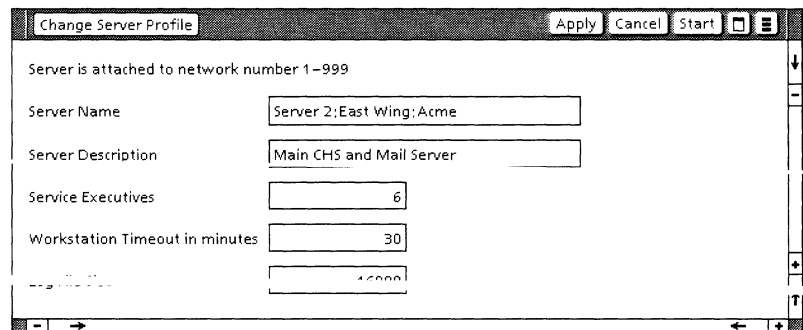 Change Server Profile Apply Cancel Start
Server is attached to network number 1–999
Server Name Server 2:East Wing:Acme
Server Description Main CHS and Mail Server
Service Executives 6
Workstation Timeout in minutes 30